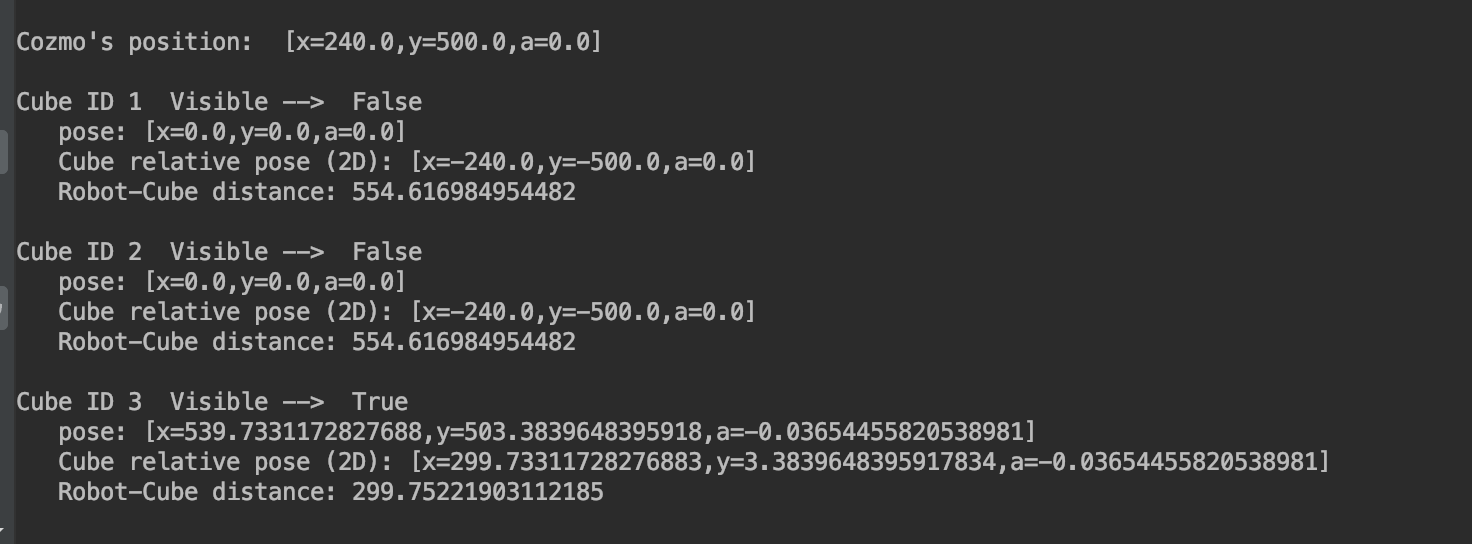 Cozmo's position:  [x=240.0,y=500.0,a=0.0]
Cube ID 1  Visible -->  False
   pose: [x=0.0,y=0.0,a=0.0]
   Cube relative pose (2D): [x=-240.0,y=-500.0,a=0.0]
   Robot-Cube distance: 554.616984954482
Cube ID 2  Visible -->  False
   pose: [x=0.0,y=0.0,a=0.0]
   Cube relative pose (2D): [x=-240.0,y=-500.0,a=0.0]
   Robot-Cube distance: 554.616984954482
Cube ID 3  Visible -->  True
   pose: [x=539.7331172827688,y=503.3839648395918,a=-0.03654455820538981]
   Cube relative pose (2D): [x=299.73311728276883,y=3.3839648395917834,a=-0.03654455820538981]
   Robot-Cube distance: 299.75221903112185